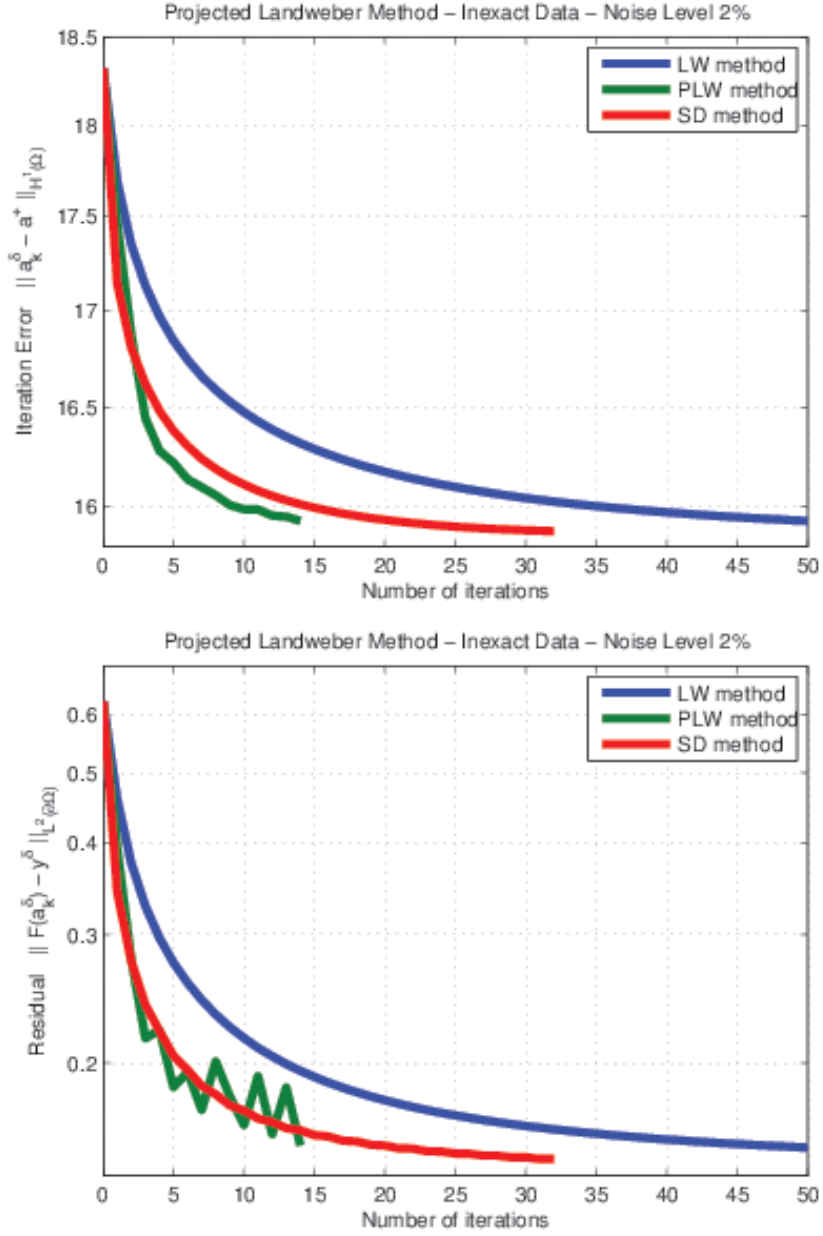 Projected Landweber Method – Inexact Data – Noise Level 2%
LW method
PLW method
SD method
18.5
18
17.5
17
16.5
16
Iteration Error || a_k^δ – a^+ ||_{H^1(Ω)}
0 5 10 15 20 25 30 35 40 45 50
Number of iterations
Projected Landweber Method – Inexact Data – Noise Level 2%
LW method
PLW method
SD method
0.6
0.5
0.4
0.3
0.2
Residual || F(a_k^δ) – y^δ ||_{L^2(∂Ω)}
0 5 10 15 20 25 30 35 40 45 50
Number of iterations